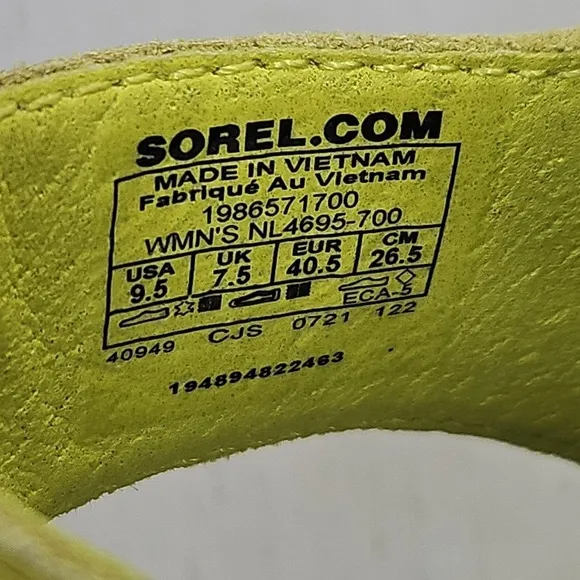 SOREL.COM
MADE IN VIETNAM
Fabriqué Au Vietnam
1986571700
WMN'S NL4695-700
USA UK EUR CM
9.5 7.5 40.5 26.5
ECA-5
40949 CJS 0721 122
194894822463